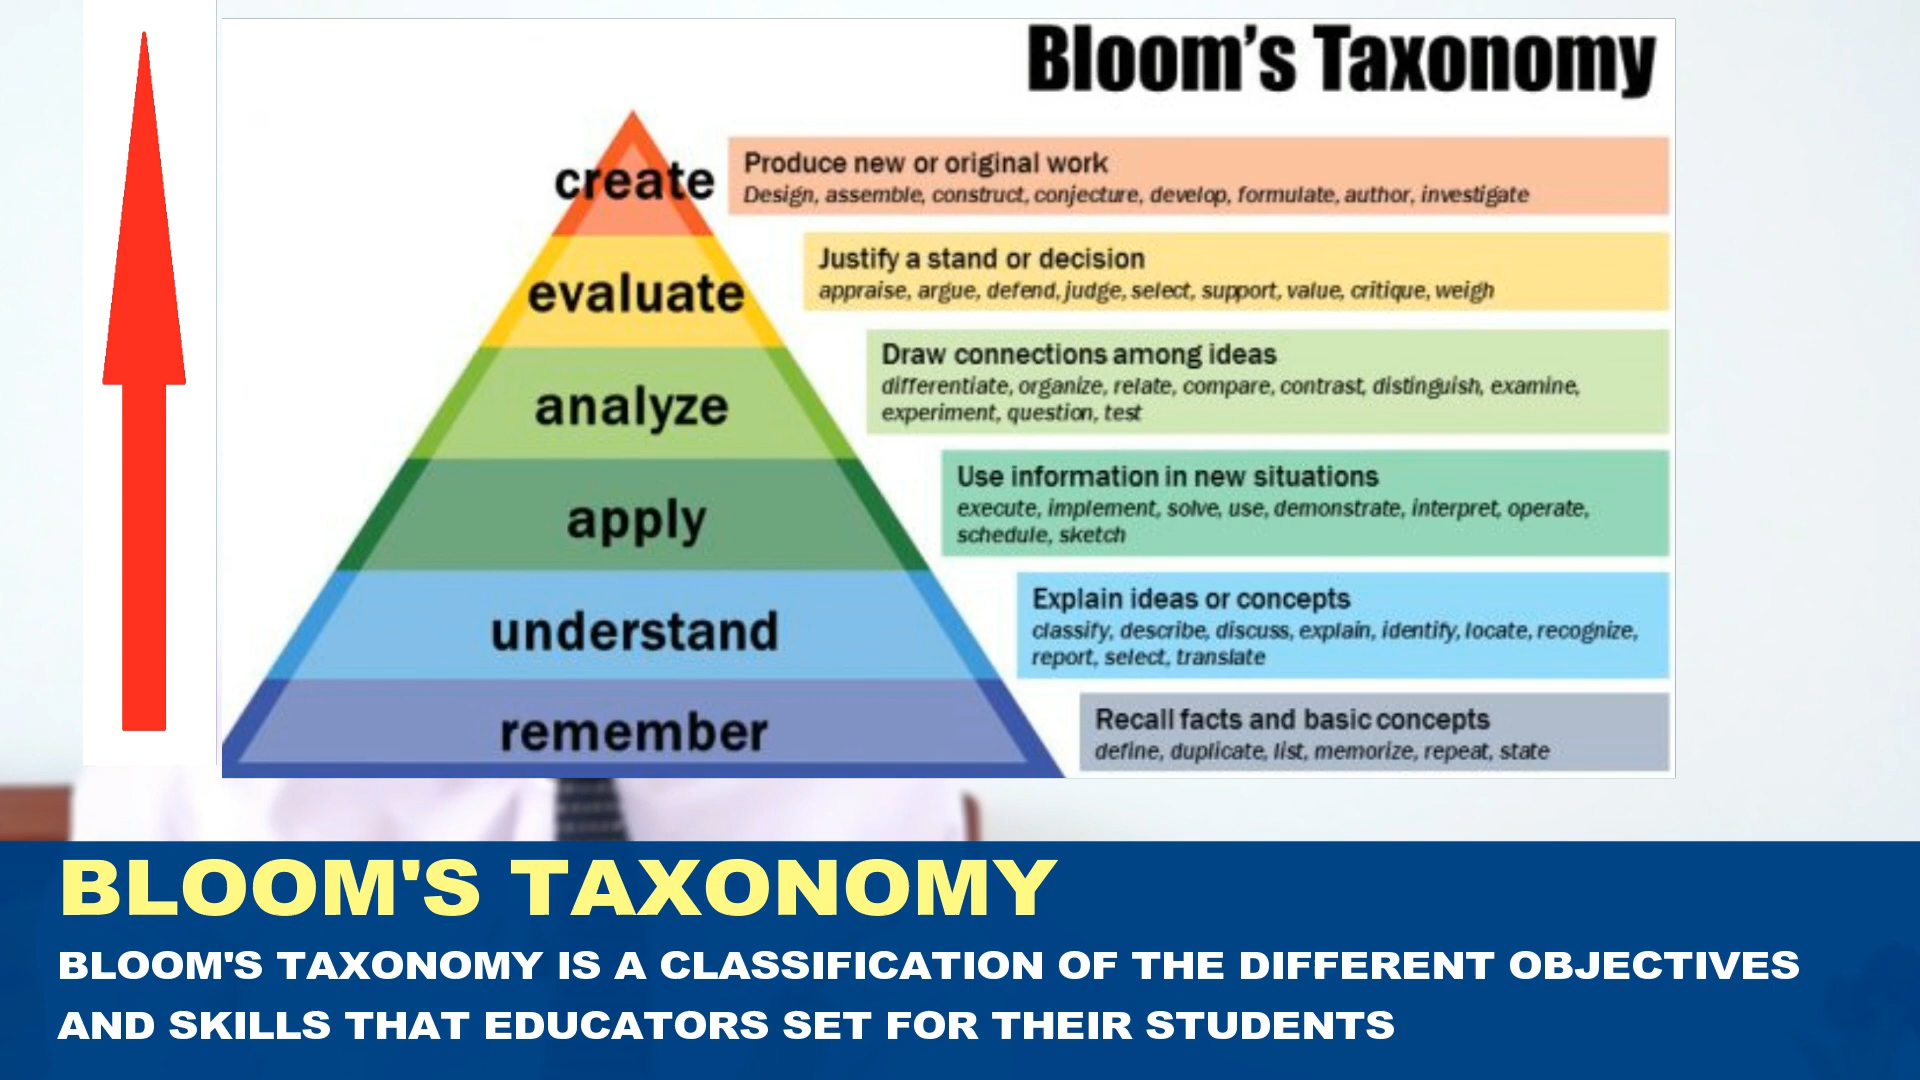 Bloom's Taxonomy
create
Produce new or original work
Design, assemble, construct, conjecture, develop, formulate, author, investigate
evaluate
Justify a stand or decision
appraise, argue, defend, judge, select, support, value, critique, weigh
analyze
Draw connections among ideas
differentiate, organize, relate, compare, contrast, distinguish, examine,
experiment, question, test
apply
Use information in new situations
execute, implement, solve, use, demonstrate, interpret, operate,
schedule, sketch
understand
Explain ideas or concepts
classify, describe, discuss, explain, identify, locate, recognize,
report, select, translate
remember
Recall facts and basic concepts
define, duplicate, list, memorize, repeat, state
BLOOM'S TAXONOMY
BLOOM'S TAXONOMY IS A CLASSIFICATION OF THE DIFFERENT OBJECTIVES
AND SKILLS THAT EDUCATORS SET FOR THEIR STUDENTS